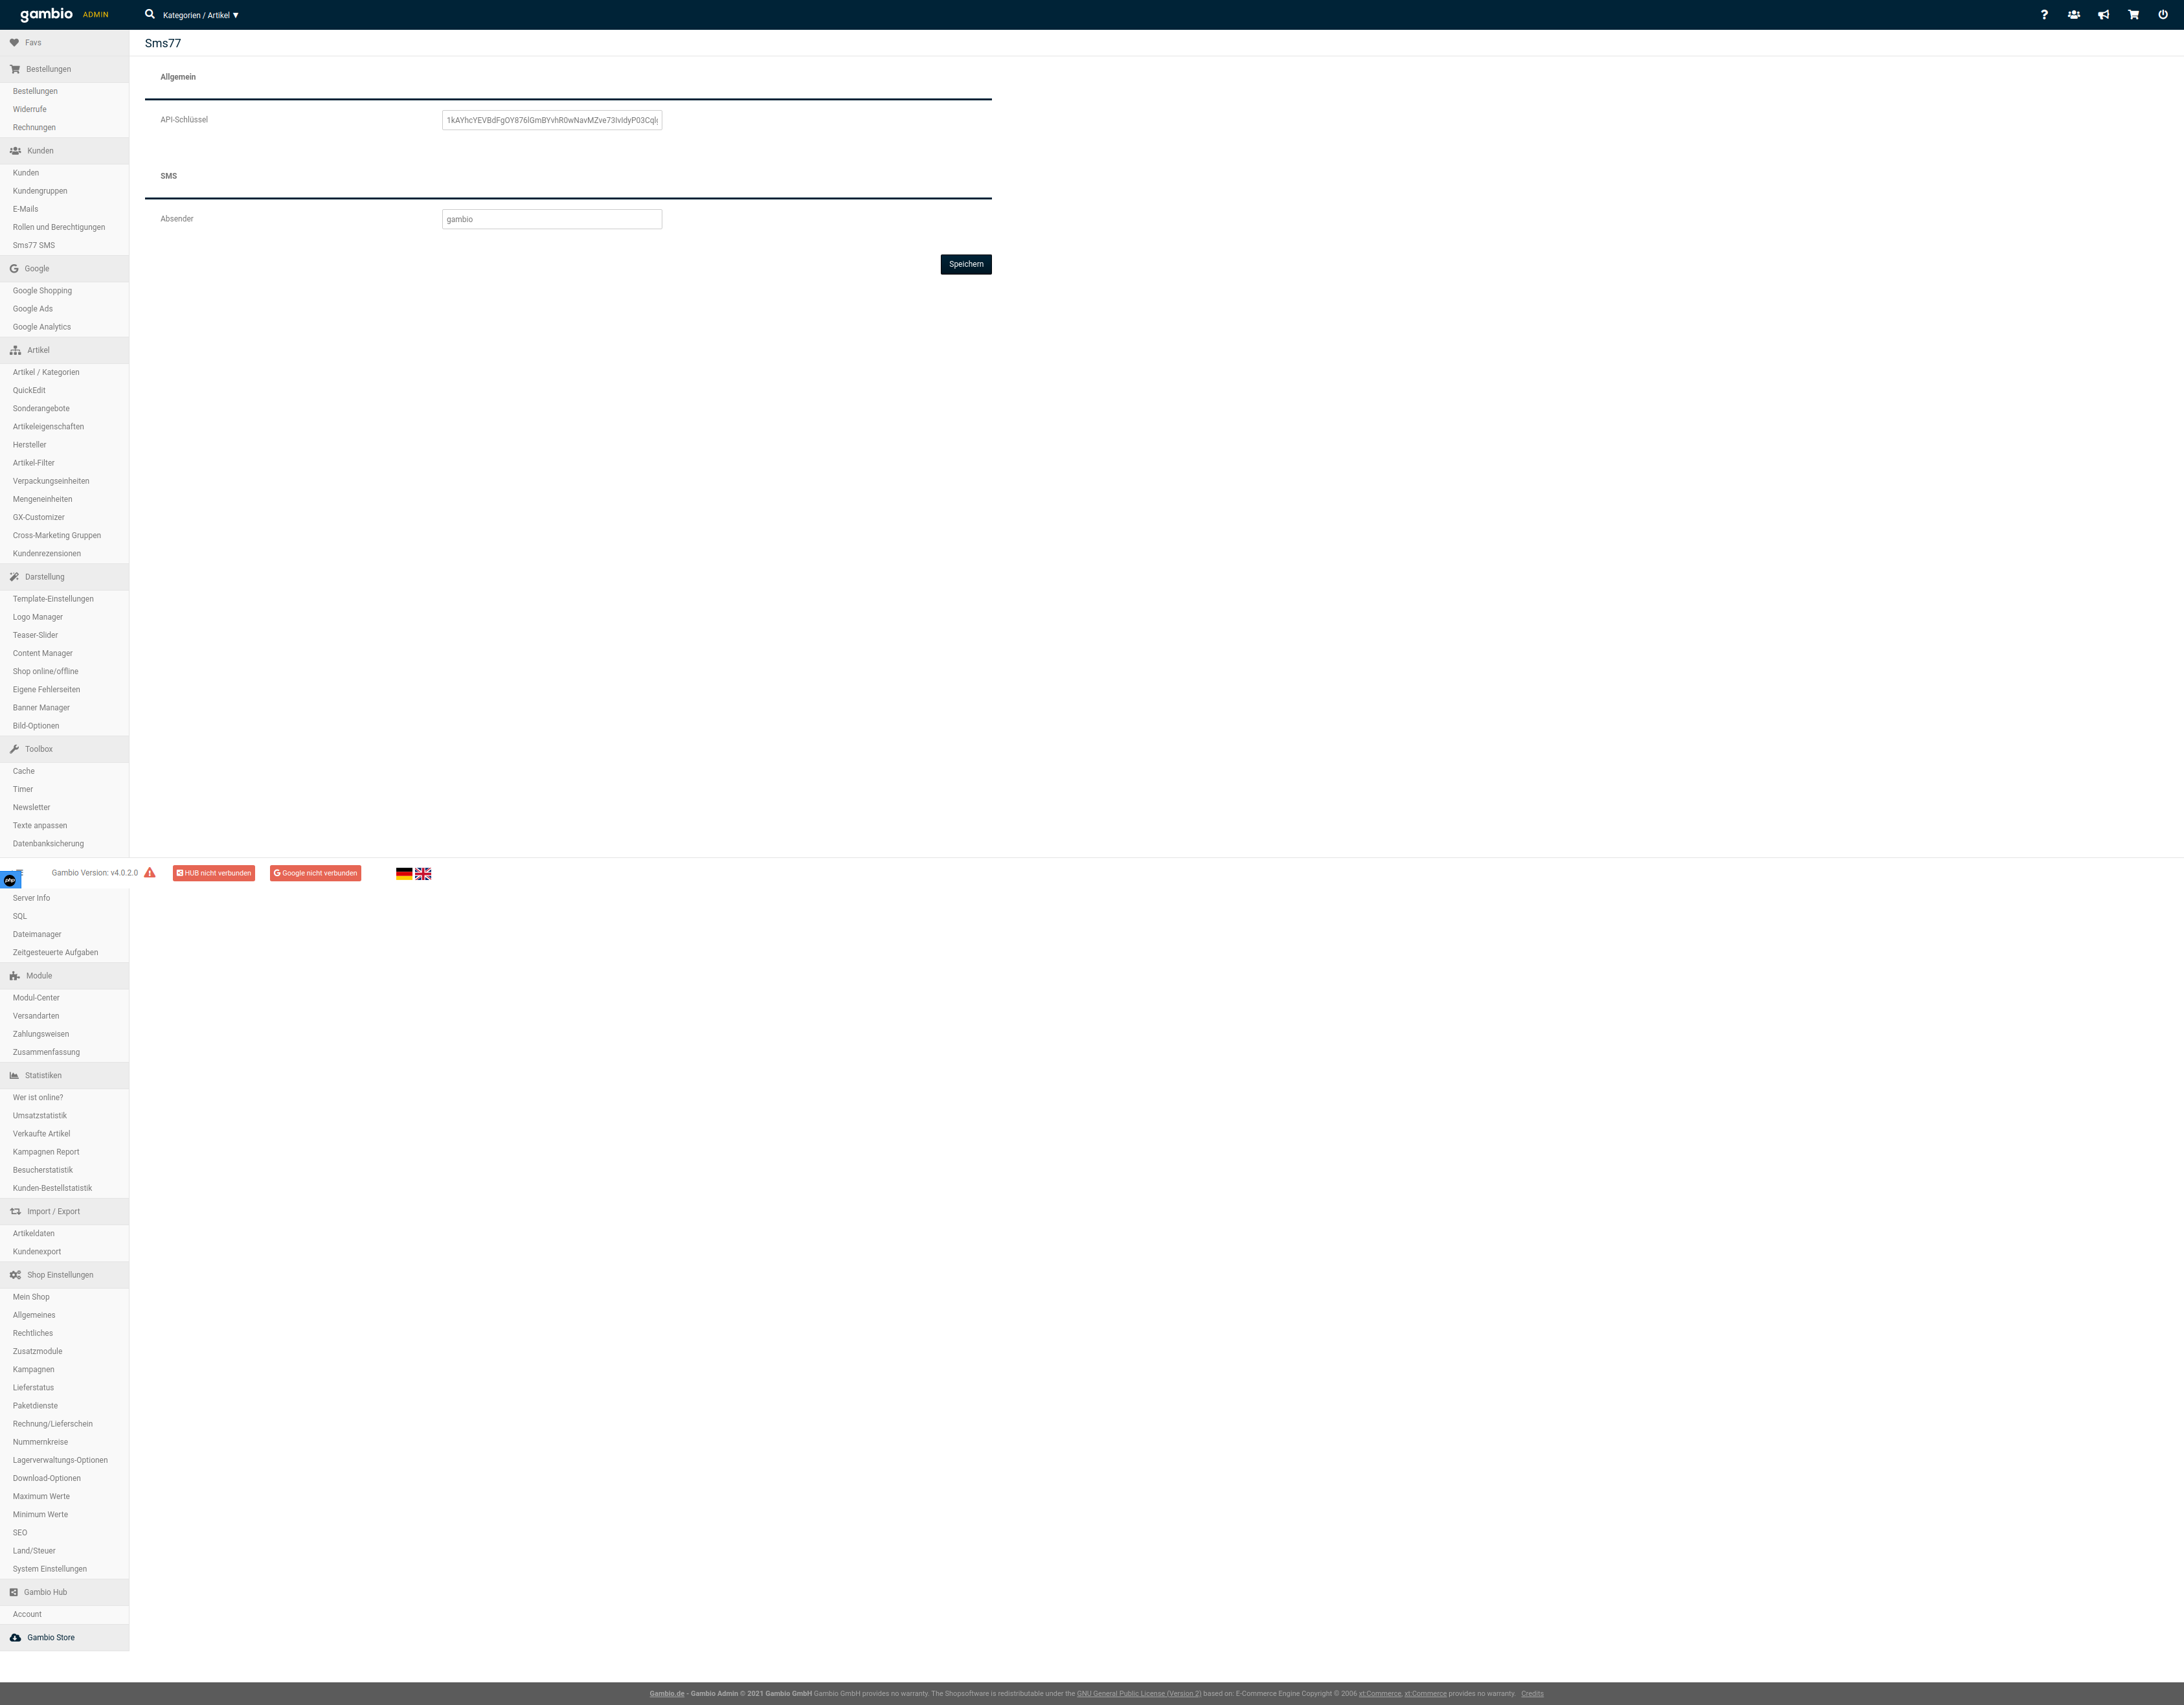 gambio ADMIN Kategorien / Artikel ▼ ?
Favs
Sms77
Bestellungen
Bestellungen
Widerrufe
Rechnungen
Kunden
Kunden
Kundengruppen
E-Mails
Rollen und Berechtigungen
Sms77 SMS
Google
Google Shopping
Google Ads
Google Analytics
Artikel
Artikel / Kategorien
QuickEdit
Sonderangebote
Artikeleigenschaften
Hersteller
Artikel-Filter
Verpackungseinheiten
Mengeneinheiten
GX-Customizer
Cross-Marketing Gruppen
Kundenrezensionen
Darstellung
Template-Einstellungen
Logo Manager
Teaser-Slider
Content Manager
Shop online/offline
Eigene Fehlerseiten
Banner Manager
Bild-Optionen
Toolbox
Cache
Timer
Newsletter
Texte anpassen
Datenbanksicherung
Allgemein
API-Schlüssel
SMS
Absender gambio
Speichern
php Gambio Version: v4.0.2.0 HUB nicht verbunden Google nicht verbunden
Server Info
SQL
Dateimanager
Zeitgesteuerte Aufgaben
Module
Modul-Center
Versandarten
Zahlungsweisen
Zusammenfassung
Statistiken
Wer ist online?
Umsatzstatistik
Verkaufte Artikel
Kampagnen Report
Besucherstatistik
Kunden-Bestellstatistik
Import / Export
Artikeldaten
Kundenexport
Shop Einstellungen
Mein Shop
Allgemeines
Rechtliches
Zusatzmodule
Kampagnen
Lieferstatus
Paketdienste
Rechnung/Lieferschein
Nummernkreise
Lagerverwaltungs-Optionen
Download-Optionen
Maximum Werte
Minimum Werte
SEO
Land/Steuer
System Einstellungen
Gambio Hub
Account
Gambio Store
Gambio.de - Gambio Admin © 2021 Gambio GmbH Gambio GmbH provides no warranty. The Shopsoftware is redistributable under the GNU General Public License (Version 2) based on: E-Commerce Engine Copyright © 2006 xt:Commerce, xt:Commerce provides no warranty. Credits